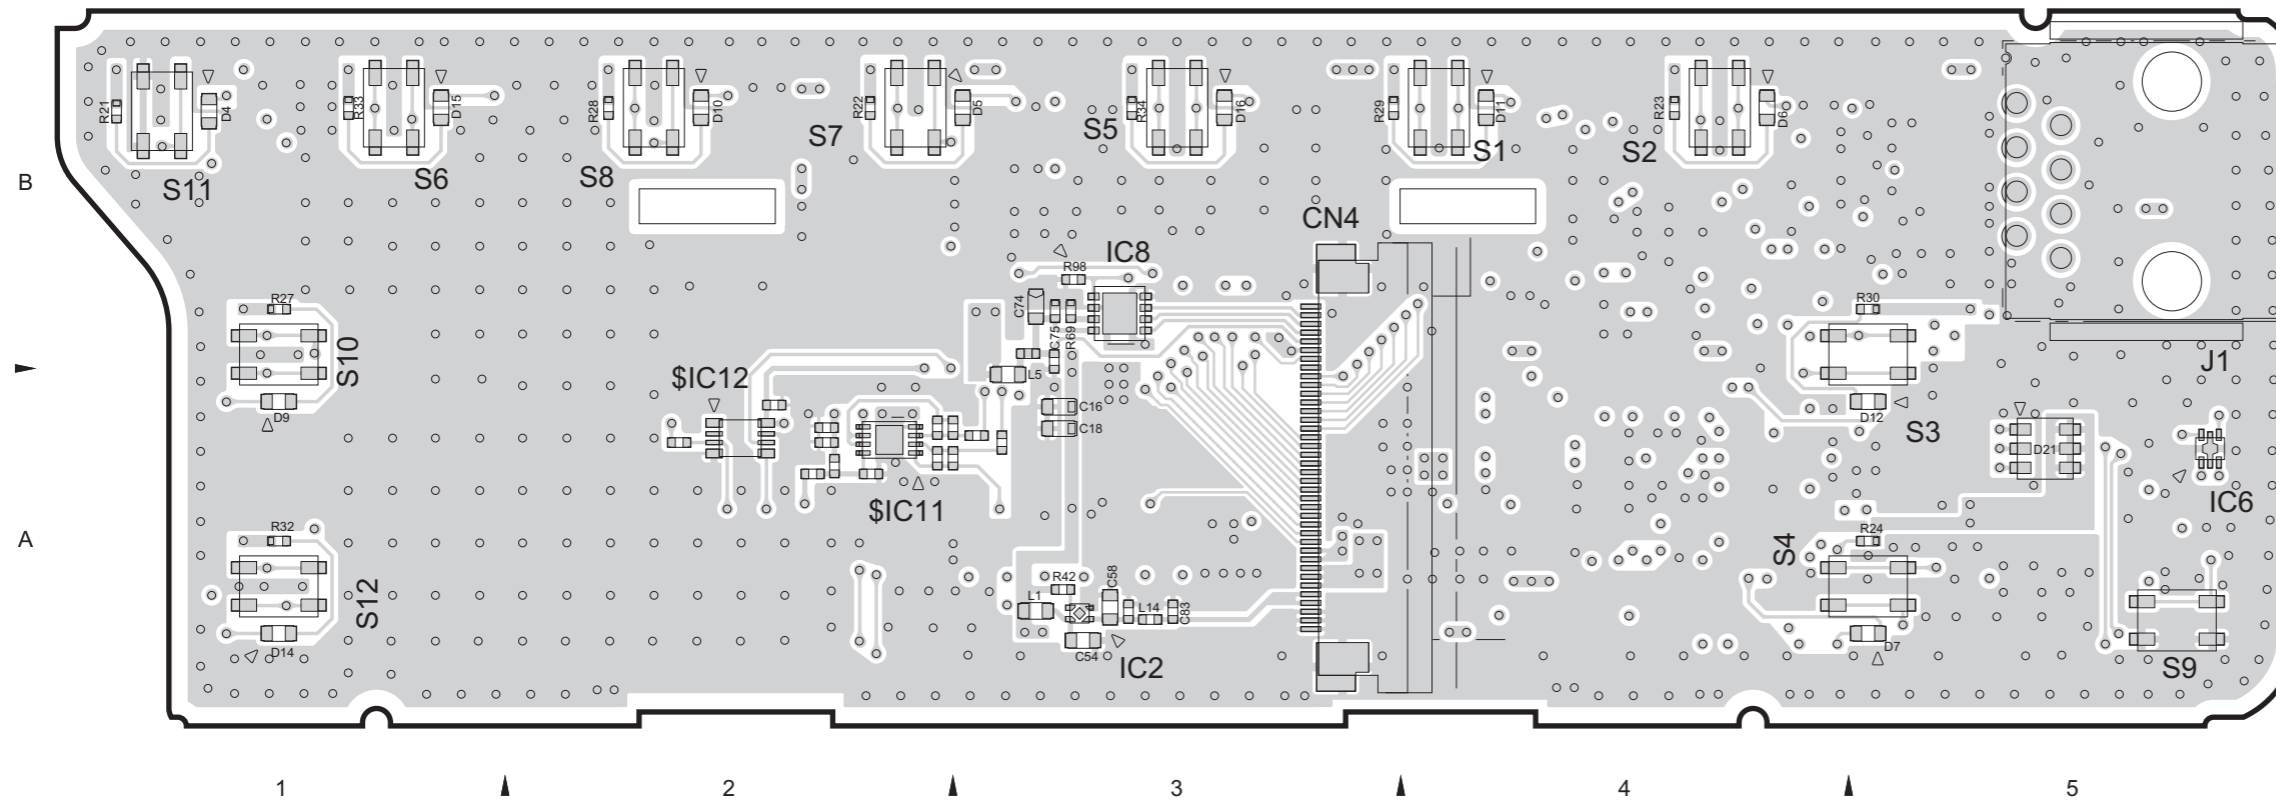 R21
D4
R33
D15
R28
D10
R22
D5
R34
D16
R29
D11
R23
D6
S11
S6
S8
S7
S5
S1
S2
B
CN4
IC8
R98
C74
C75
R69
L5
C16
C18
R27
S10
D9
$IC12
$IC11
R30
S3
D12
J1
D21
IC6
A
R32
S12
D14
R42
C58
L1
L14
C83
C54
IC2
R24
S4
D7
S9
1
2
3
4
5